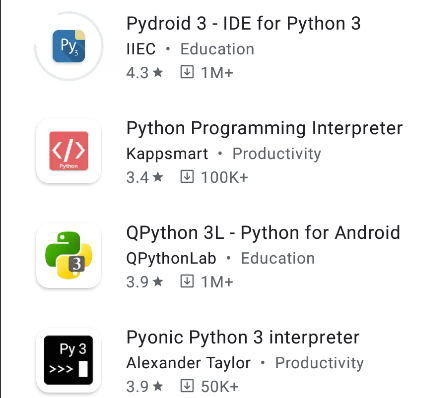 Py3
Pydroid 3 - IDE for Python 3
IIEC • Education
4.3★ 1M+
</>
Python
Python Programming Interpreter
Kappsmart • Productivity
3.4★ 100K+
3
QPython 3L - Python for Android
QPythonLab • Education
3.9★ 1M+
Py 3
>>>
Pyonic Python 3 interpreter
Alexander Taylor • Productivity
3.9★ 50K+